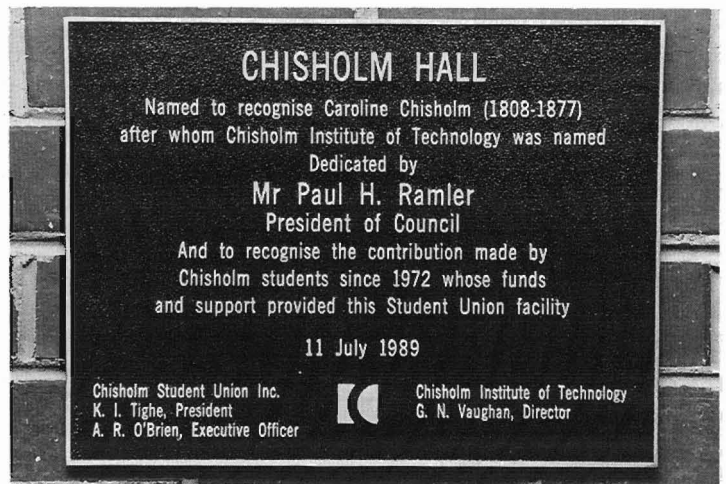 CHISHOLM HALL
Named to recognise Caroline Chisholm (1808-1877)
after whom Chisholm Institute of Technology was named
Dedicated by
Mr Paul H. Ramler
President of Council
And to recognise the contribution made by
Chisholm students since 1972 whose funds
and support provided this Student Union facility
11 July 1989
Chisholm Student Union Inc.
K. I. Tighe, President
A. R. O'Brien, Executive Officer
Chisholm Institute of Technology
G. N. Vaughan, Director